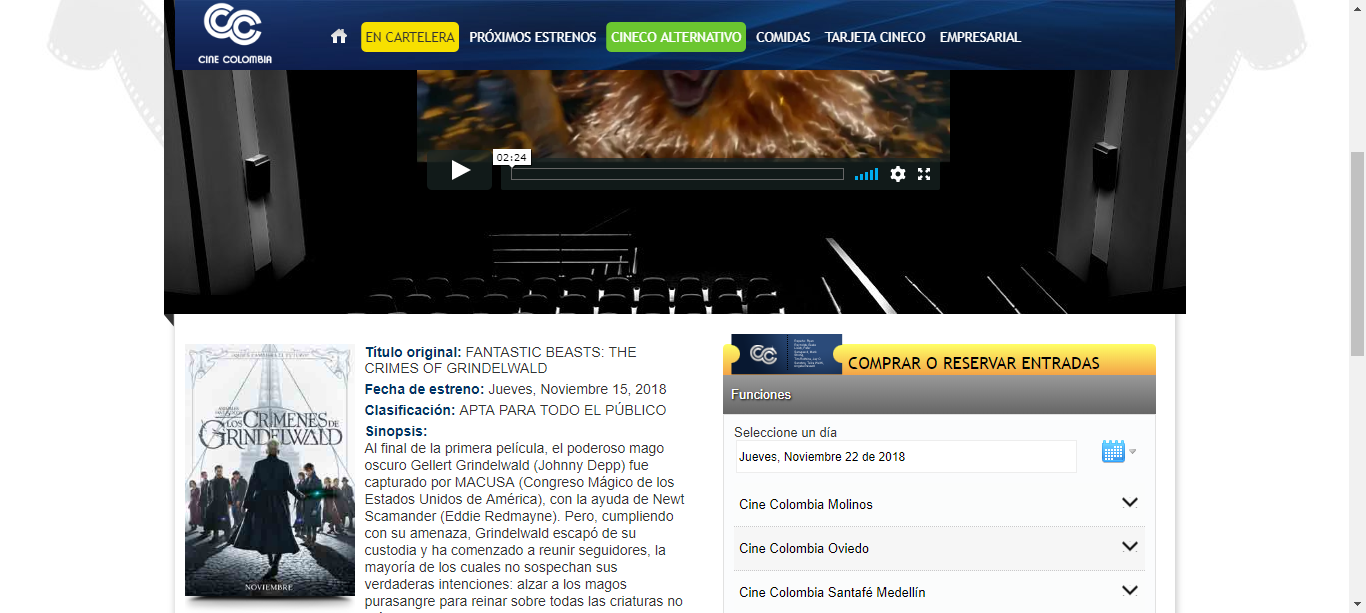 CINE COLOMBIA
EN CARTELERA
PRÓXIMOS ESTRENOS
CINECO ALTERNATIVO
COMIDAS
TARJETA CINECO
EMPRESARIAL
02:24
LOS CRÍMENES DE
GRINDELWALD
NOVIEMBRE
Título original: FANTASTIC BEASTS: THE
CRIMES OF GRINDELWALD
Fecha de estreno: Jueves, Noviembre 15, 2018
Clasificación: APTA PARA TODO EL PÚBLICO
Sinopsis:
Al final de la primera película, el poderoso mago
oscuro Gellert Grindelwald (Johnny Depp) fue
capturado por MACUSA (Congreso Mágico de los
Estados Unidos de América), con la ayuda de Newt
Scamander (Eddie Redmayne). Pero, cumpliendo
con su amenaza, Grindelwald escapó de su
custodia y ha comenzado a reunir seguidores, la
mayoría de los cuales no sospechan sus
verdaderas intenciones: alzar a los magos
purasangre para reinar sobre todas las criaturas no
COMPRAR O RESERVAR ENTRADAS
Funciones
Seleccione un día
Jueves, Noviembre 22 de 2018
Cine Colombia Molinos
Cine Colombia Oviedo
Cine Colombia Santafé Medellín